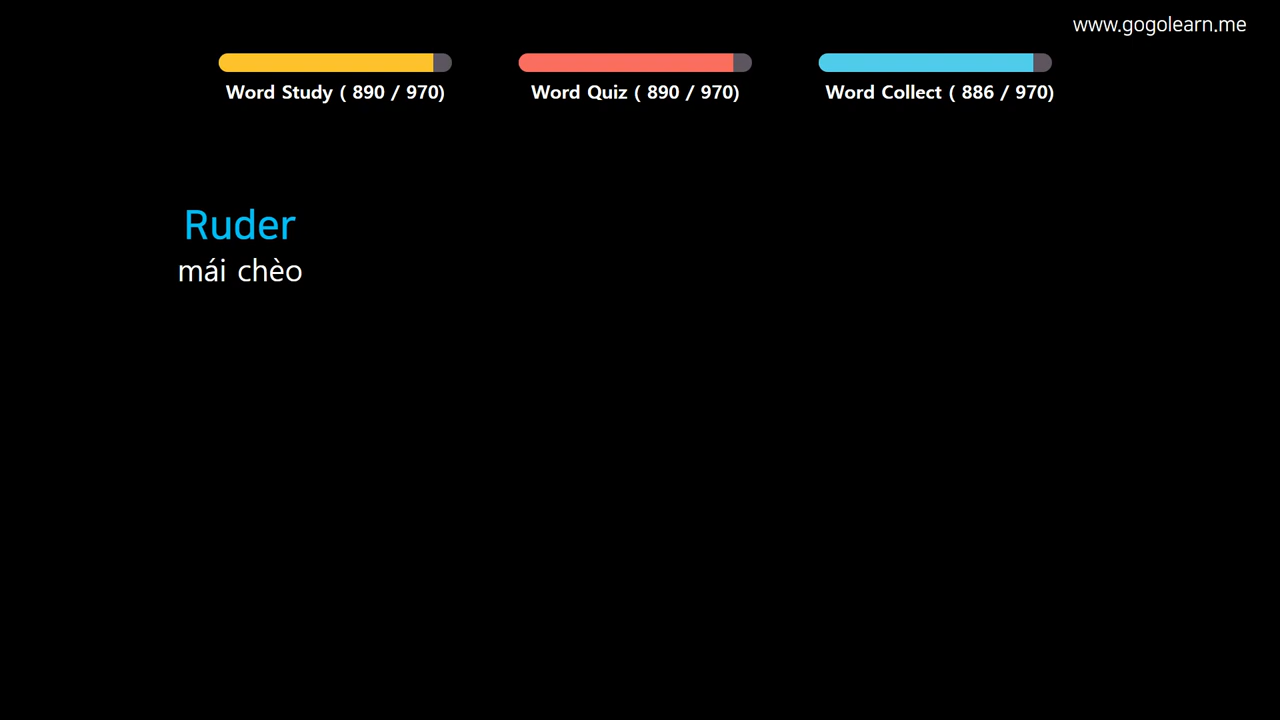 www.gogolearn.me
Word Study ( 890 / 970)
Word Quiz ( 890 / 970)
Word Collect ( 886 / 970)
Ruder
mái chèo